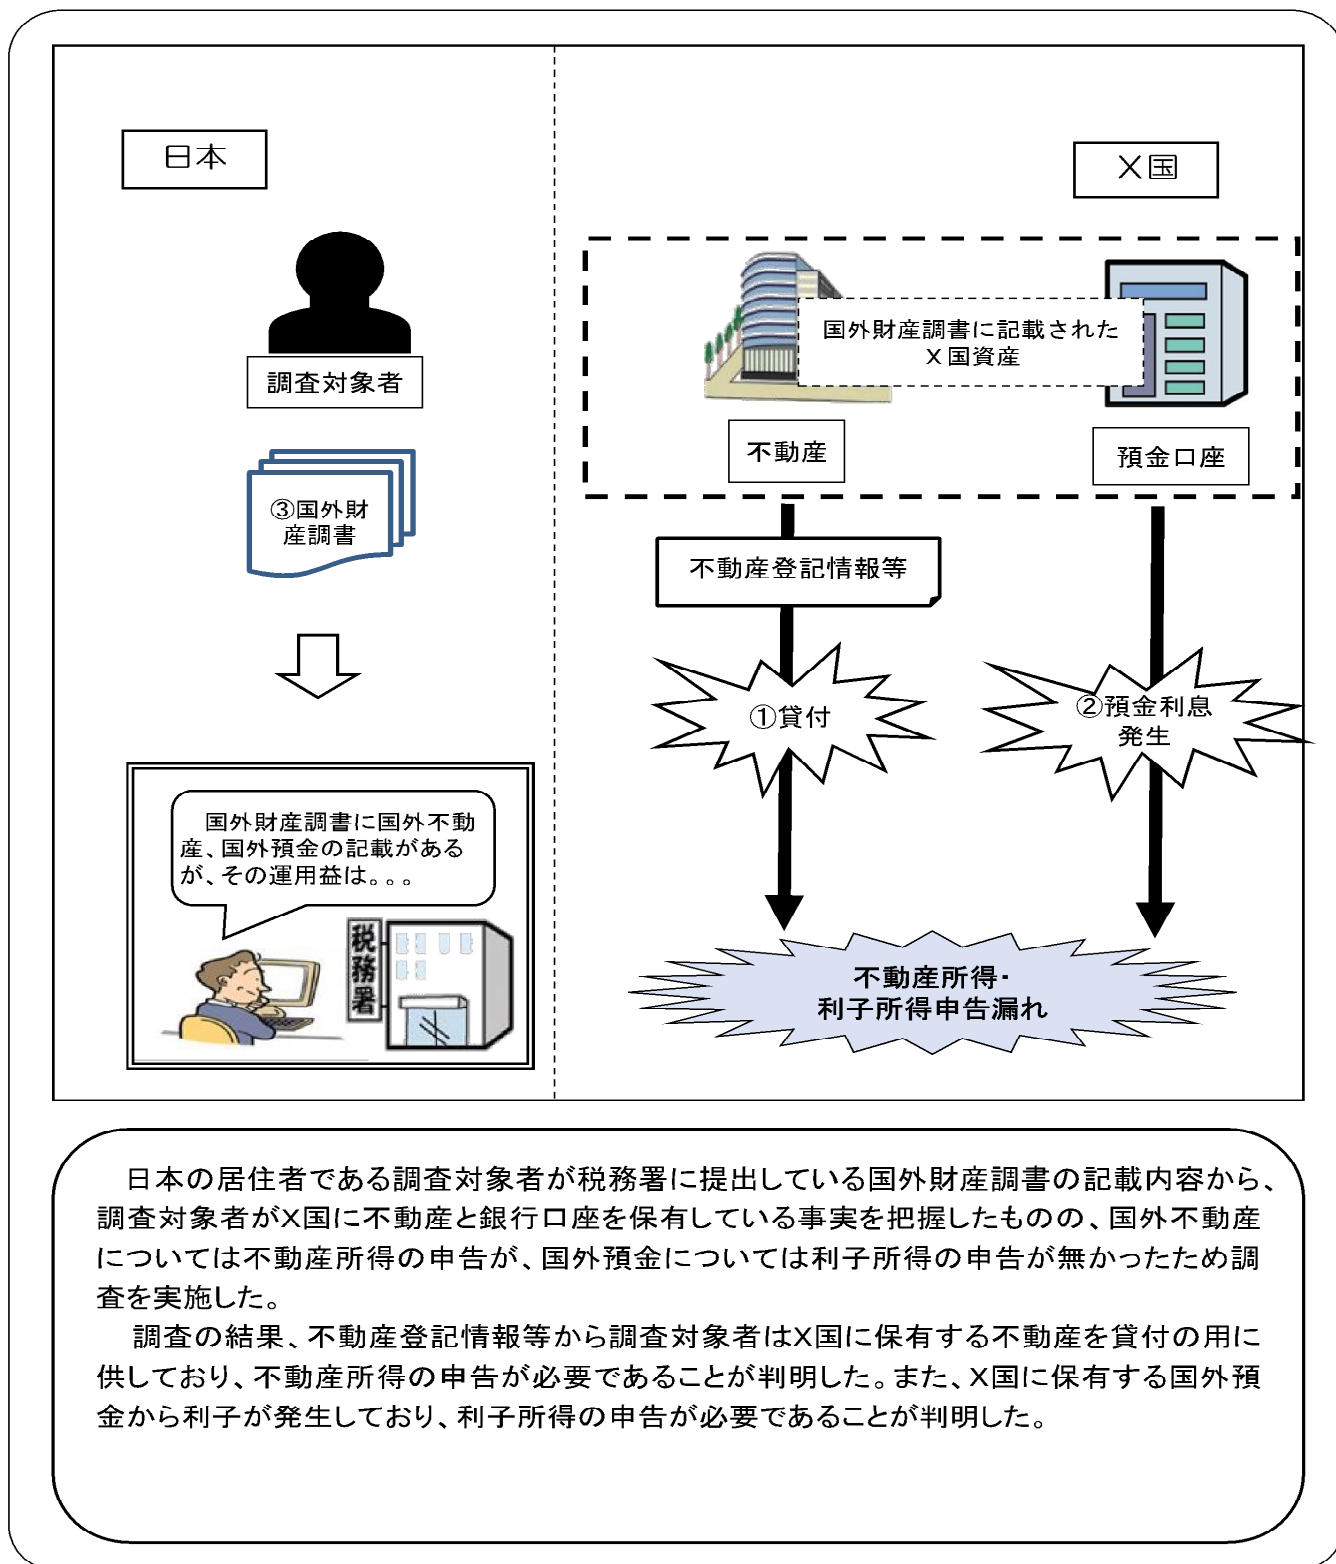 日本
X国
調査対象者
③国外財
産調書
国外財産調書に記載された
X国資産
不動産
預金口座
不動産登記情報等
①貸付
②預金利息
発生
国外財産調書に国外不動
産、国外預金の記載がある
が、その運用益は。。。
税務署
不動産所得・
利子所得申告漏れ
日本の居住者である調査対象者が税務署に提出している国外財産調書の記載内容から、
調査対象者がX国に不動産と銀行口座を保有している事実を把握したものの、国外不動産
については不動産所得の申告が、国外預金については利子所得の申告が無かったため調
査を実施した。
調査の結果、不動産登記情報等から調査対象者はX国に保有する不動産を貸付の用に
供しており、不動産所得の申告が必要であることが判明した。また、X国に保有する国外預
金から利子が発生しており、利子所得の申告が必要であることが判明した。